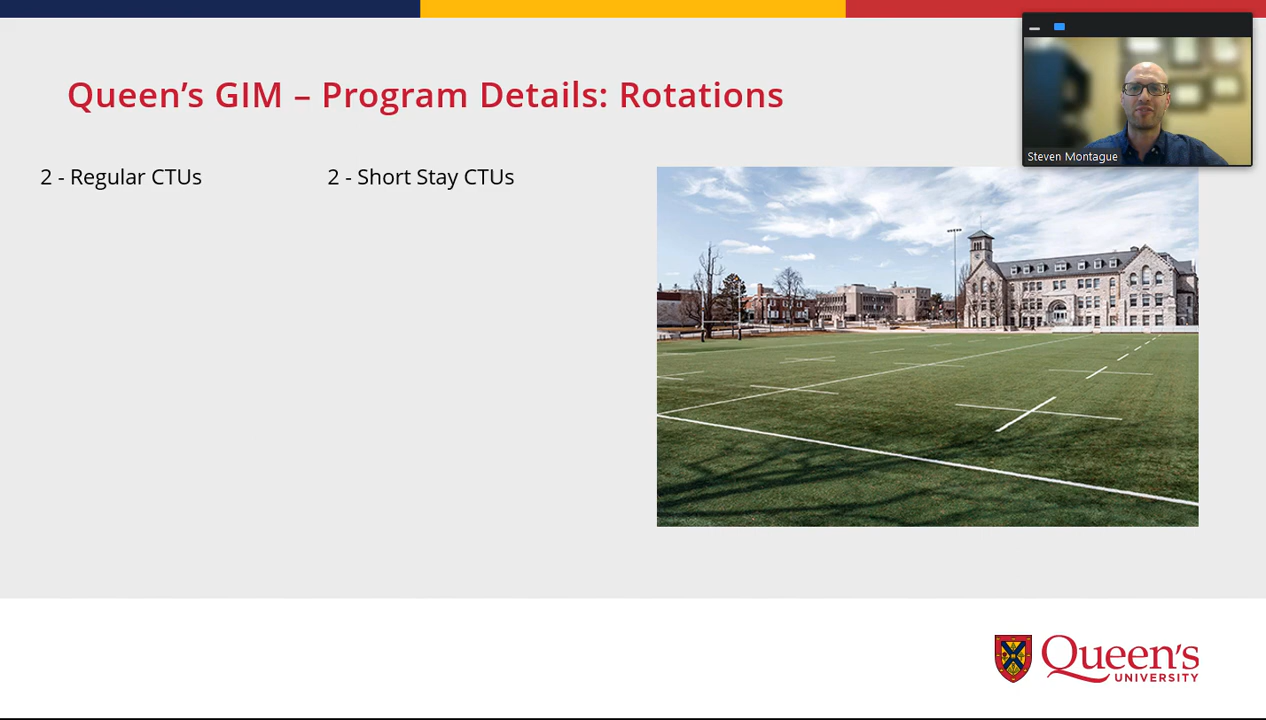 Queen’s GIM – Program Details: Rotations
2 - Regular CTUs
2 - Short Stay CTUs
Steven Montague
Queen's
UNIVERSITY